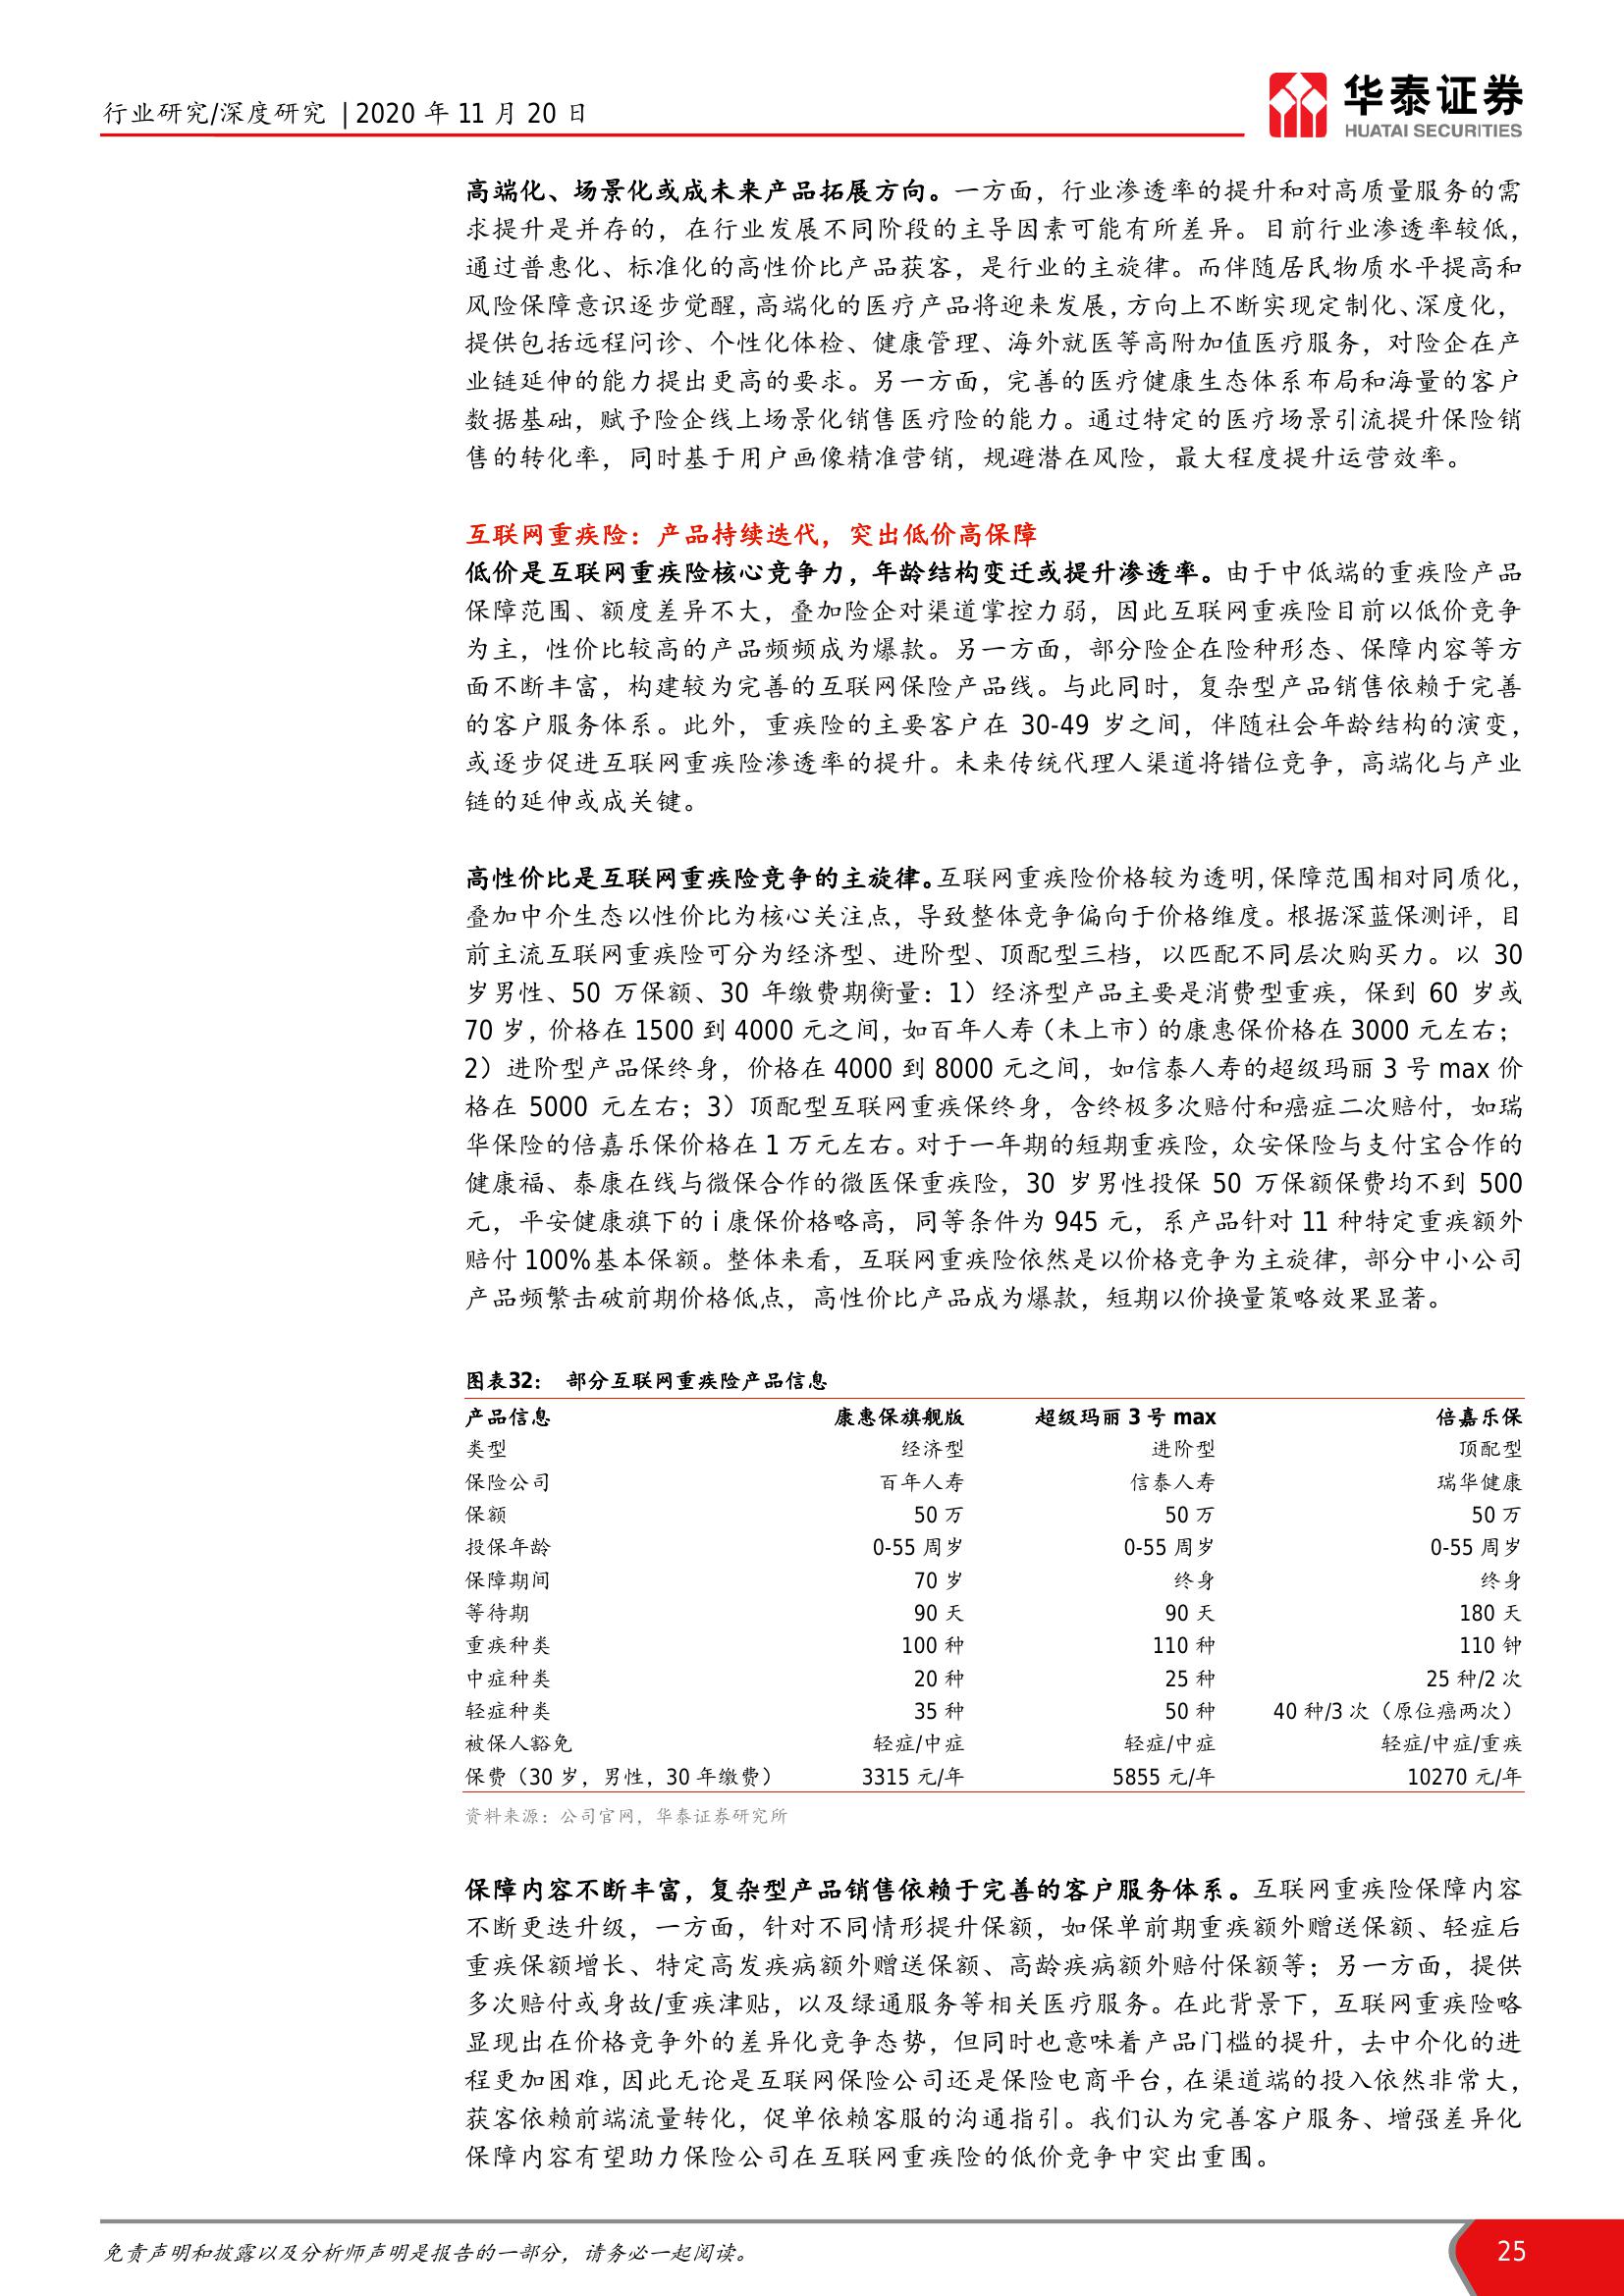 行业研究/深度研究 | 2020 年 11 月 20 日
华泰证券
HUATAI SECURITIES
高端化、场景化或成未来产品拓展方向。一方面，行业渗透率的提升和对高质量服务的需
求提升是并存的，在行业发展不同阶段的主导因素可能有所差异。目前行业渗透率较低，
通过普惠化、标准化的高性价比产品获客，是行业的主旋律。而伴随居民物质水平提高和
风险保障意识逐步觉醒，高端化的医疗产品将迎来发展，方向上不断实现定制化、深度化，
提供包括远程问诊、个性化体检、健康管理、海外就医等高附加值医疗服务，对险企在产
业链延伸的能力提出更高的要求。另一方面，完善的医疗健康生态体系布局和海量的客户
数据基础，赋予险企线上场景化销售医疗险的能力。通过特定的医疗场景引流提升保险销
售的转化率，同时基于用户画像精准营销，规避潜在风险，最大程度提升运营效率。
互联网重疾险：产品持续迭代，突出低价高保障
低价是互联网重疾险核心竞争力，年龄结构变迁或提升渗透率。由于中低端的重疾险产品
保障范围、额度差异不大，叠加险企对渠道掌控力弱，因此互联网重疾险目前以低价竞争
为主，性价比较高的产品频频成为爆款。另一方面，部分险企在险种形态、保障内容等方
面不断丰富，构建较为完善的互联网保险产品线。与此同时，复杂型产品销售依赖于完善
的客户服务体系。此外，重疾险的主要客户在 30-49 岁之间，伴随社会年龄结构的演变，
或逐步促进互联网重疾险渗透率的提升。未来传统代理人渠道将错位竞争，高端化与产业
链的延伸或成关键。
高性价比是互联网重疾险竞争的主旋律。互联网重疾险价格较为透明，保障范围相对同质化，
叠加中介生态以性价比为核心关注点，导致整体竞争偏向于价格维度。根据深蓝保测评，目
前主流互联网重疾险可分为经济型、进阶型、顶配型三档，以匹配不同层次购买力。以 30
岁男性、50 万保额、30 年缴费期衡量：1）经济型产品主要是消费型重疾，保到 60 岁或
70 岁，价格在 1500 到 4000 元之间，如百年人寿（未上市）的康惠保价格在 3000 元左右；
2）进阶型产品保终身，价格在 4000 到 8000 元之间，如信泰人寿的超级玛丽 3 号 max 价
格在 5000 元左右；3）顶配型互联网重疾保终身，含终极多次赔付和癌症二次赔付，如瑞
华保险的倍嘉乐保价格在 1 万元左右。对于一年期的短期重疾险，众安保险与支付宝合作的
健康福、泰康在线与微保合作的微医保重疾险，30 岁男性投保 50 万保额保费均不到 500
元，平安健康旗下的 i 康保价格略高，同等条件为 945 元，系产品针对 11 种特定重疾额外
赔付 100%基本保额。整体来看，互联网重疾险依然是以价格竞争为主旋律，部分中小公司
产品频繁击破前期价格低点，高性价比产品成为爆款，短期以价换量策略效果显著。
图表32： 部分互联网重疾险产品信息
产品信息 康惠保旗舰版 超级玛丽 3 号 max 倍嘉乐保
类型 经济型 进阶型 顶配型
保险公司 百年人寿 信泰人寿 瑞华健康
保额 50 万 50 万 50 万
投保年龄 0-55 周岁 0-55 周岁 0-55 周岁
保障期间 70 岁 终身 终身
等待期 90 天 90 天 180 天
重疾种类 100 种 110 种 110 钟
中症种类 20 种 25 种 25 种/2 次
轻症种类 35 种 50 种 40 种/3 次（原位癌两次）
被保人豁免 轻症/中症 轻症/中症 轻症/中症/重疾
保费（30 岁，男性，30 年缴费） 3315 元/年 5855 元/年 10270 元/年
资料来源：公司官网，华泰证券研究所
保障内容不断丰富，复杂型产品销售依赖于完善的客户服务体系。互联网重疾险保障内容
不断更迭升级，一方面，针对不同情形提升保额，如保单前期重疾额外赠送保额、轻症后
重疾保额增长、特定高发疾病额外赠送保额、高龄疾病额外赔付保额等；另一方面，提供
多次赔付或身故/重疾津贴，以及绿通服务等相关医疗服务。在此背景下，互联网重疾险略
显现出在价格竞争外的差异化竞争态势，但同时也意味着产品门槛的提升，去中介化的进
程更加困难，因此无论是互联网保险公司还是保险电商平台，在渠道端的投入依然非常大，
获客依赖前端流量转化，促单依赖客服的沟通指引。我们认为完善客户服务、增强差异化
保障内容有望助力保险公司在互联网重疾险的低价竞争中突出重围。
免责声明和披露以及分析师声明是报告的一部分，请务必一起阅读。
25